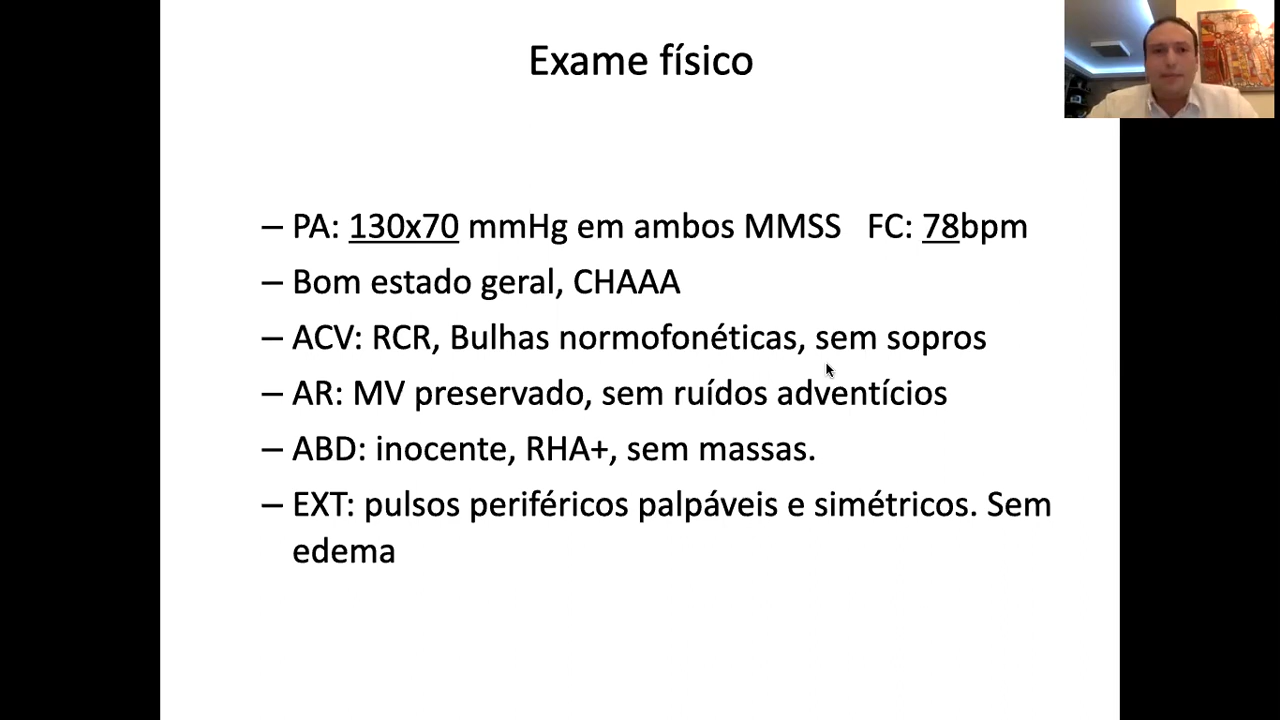 Exame físico
– PA: 130x70 mmHg em ambos MMSS FC: 78bpm
– Bom estado geral, CHAAA
– ACV: RCR, Bulhas normofonéticas, sem sopros
– AR: MV preservado, sem ruídos adventícios
– ABD: inocente, RHA+, sem massas.
– EXT: pulsos periféricos palpáveis e simétricos. Sem
edema